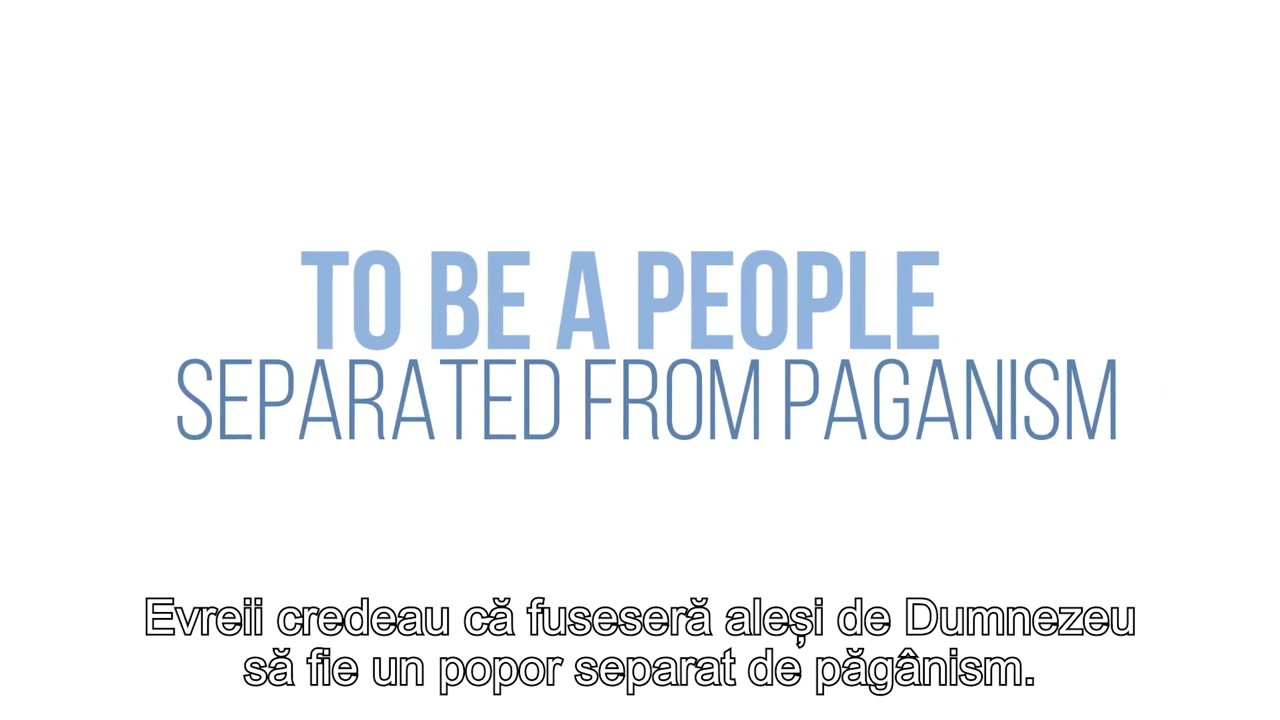 TO BE A PEOPLE
SEPARATED FROM PAGANISM
Evreii credeau că fuseseră aleși de Dumnezeu
să fie un popor separat de păgânism.